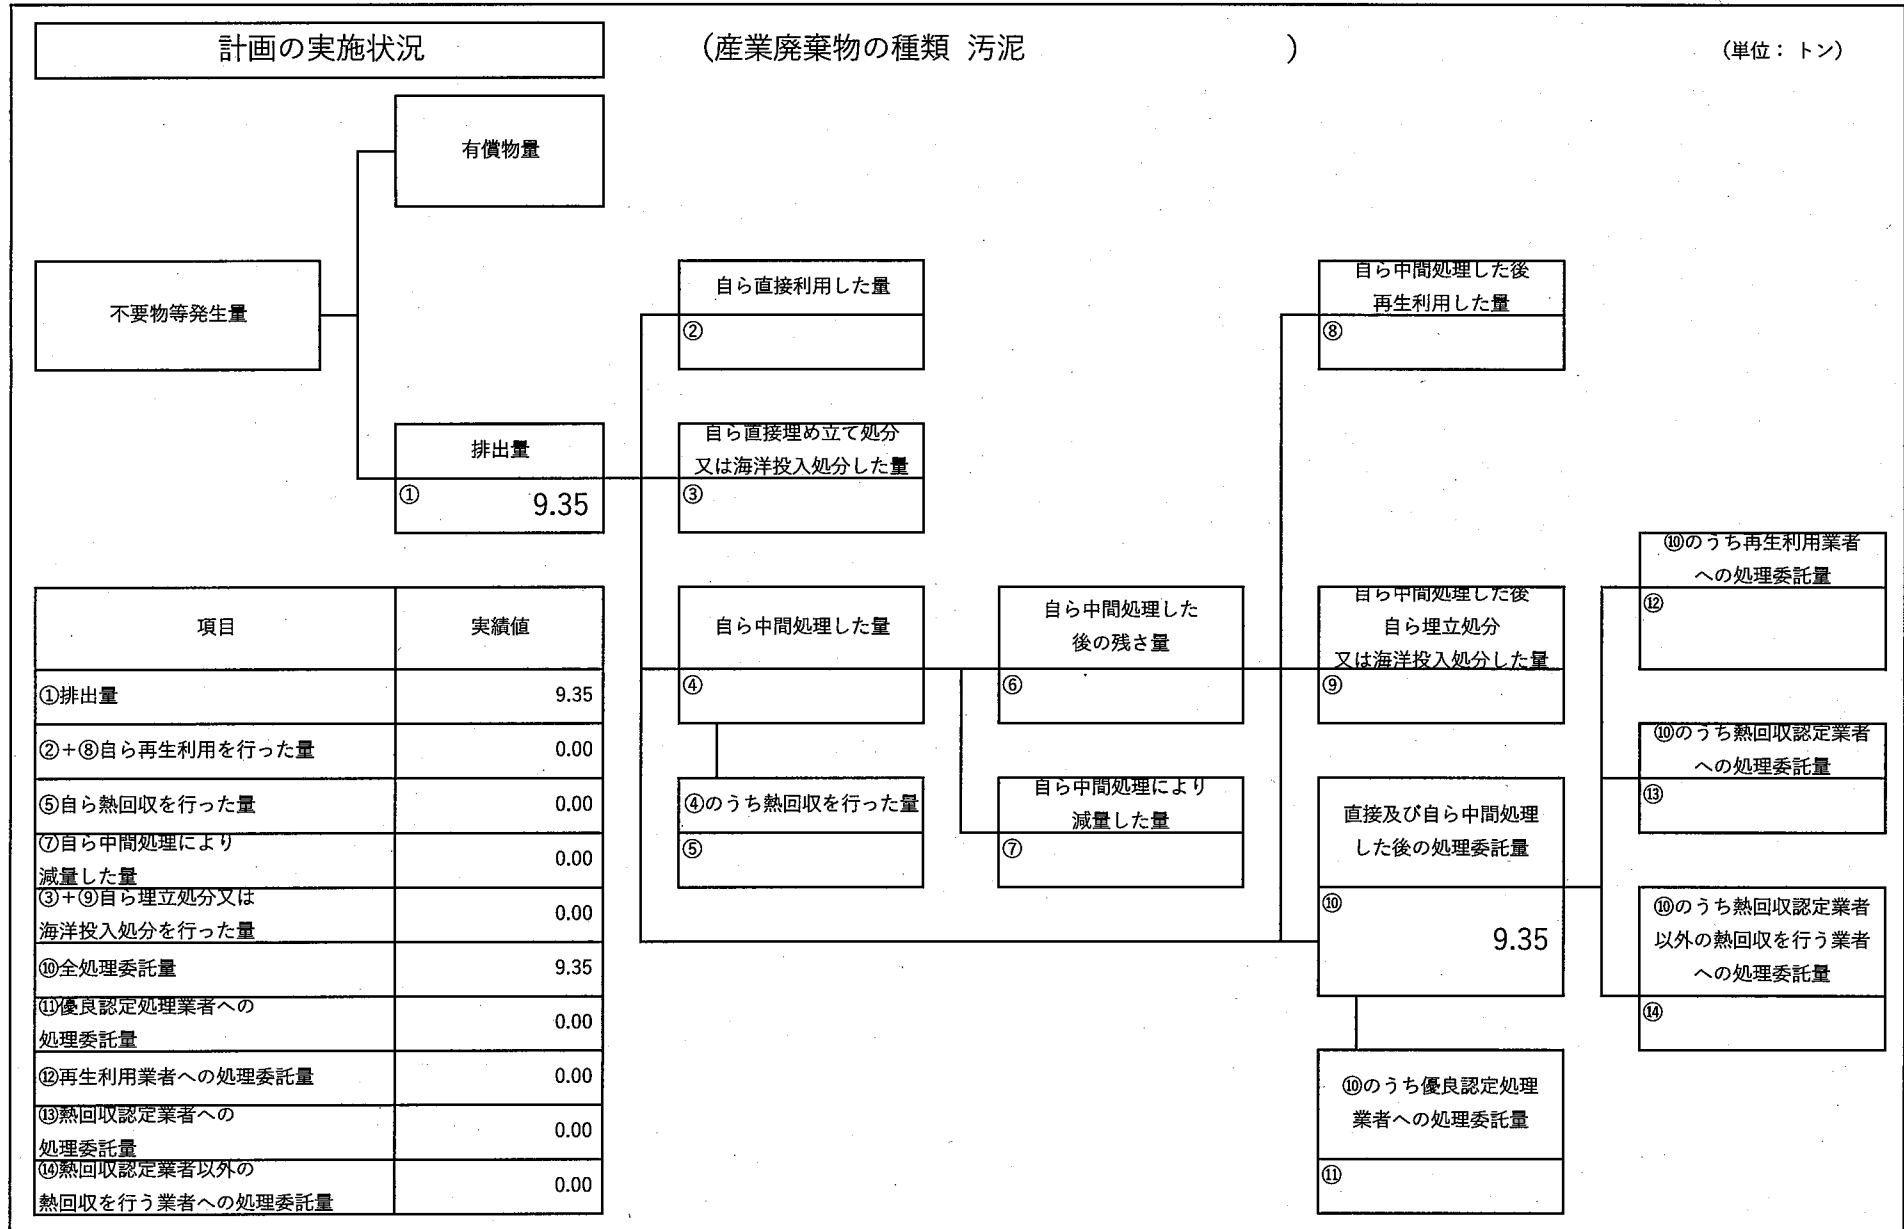 計画の実施状況
（産業廃棄物の種類 汚泥 ）
（単位：トン）
有償物量
不要物等発生量
自ら直接利用した量
②
自ら中間処理した後
再生利用した量
⑧
排出量
① 9.35
自ら直接埋め立て処分
又は海洋投入処分した量
③
⑩のうち再生利用業者
への処理委託量
⑫
自ら中間処理した量
④
自ら中間処理した
後の残さ量
⑥
自ら中間処理した後
自ら埋立処分
又は海洋投入処分した量
⑨
⑩のうち熱回収認定業者
への処理委託量
⑬
④のうち熱回収を行った量
⑤
自ら中間処理により
減量した量
⑦
直接及び自ら中間処理
した後の処理委託量
⑩
9.35
⑩のうち熱回収認定業者
以外の熱回収を行う業者
への処理委託量
⑭
⑩のうち優良認定処理
業者への処理委託量
⑪
項目 実績値
①排出量 9.35
②＋⑧自ら再生利用を行った量 0.00
⑤自ら熱回収を行った量 0.00
⑦自ら中間処理により
減量した量 0.00
③＋⑨自ら埋立処分又は
海洋投入処分を行った量 0.00
⑩全処理委託量 9.35
⑪優良認定処理業者への
処理委託量 0.00
⑫再生利用業者への処理委託量 0.00
⑬熱回収認定業者への
処理委託量 0.00
⑭熱回収認定業者以外の
熱回収を行う業者への処理委託量 0.00